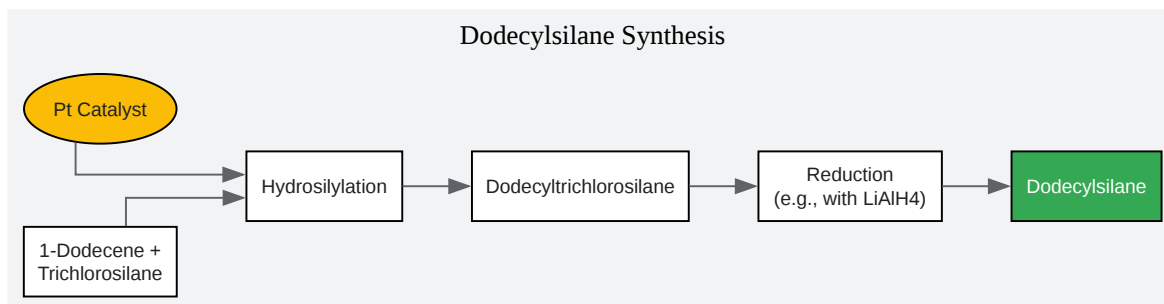 Dodecylsilane Synthesis
Pt Catalyst
1-Dodecene +
Trichlorosilane
Hydrosilylation
Dodecyltrichlorosilane
Reduction
(e.g., with LiAlH4)
Dodecylsilane